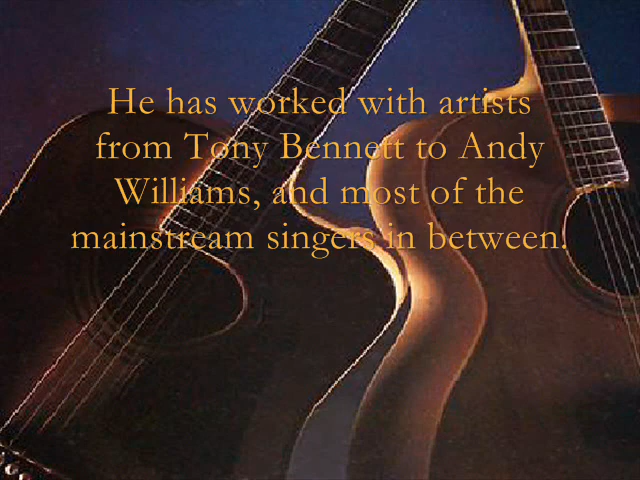 He has worked with artists
from Tony Bennett to Andy
Williams, and most of the
mainstream singers in between.